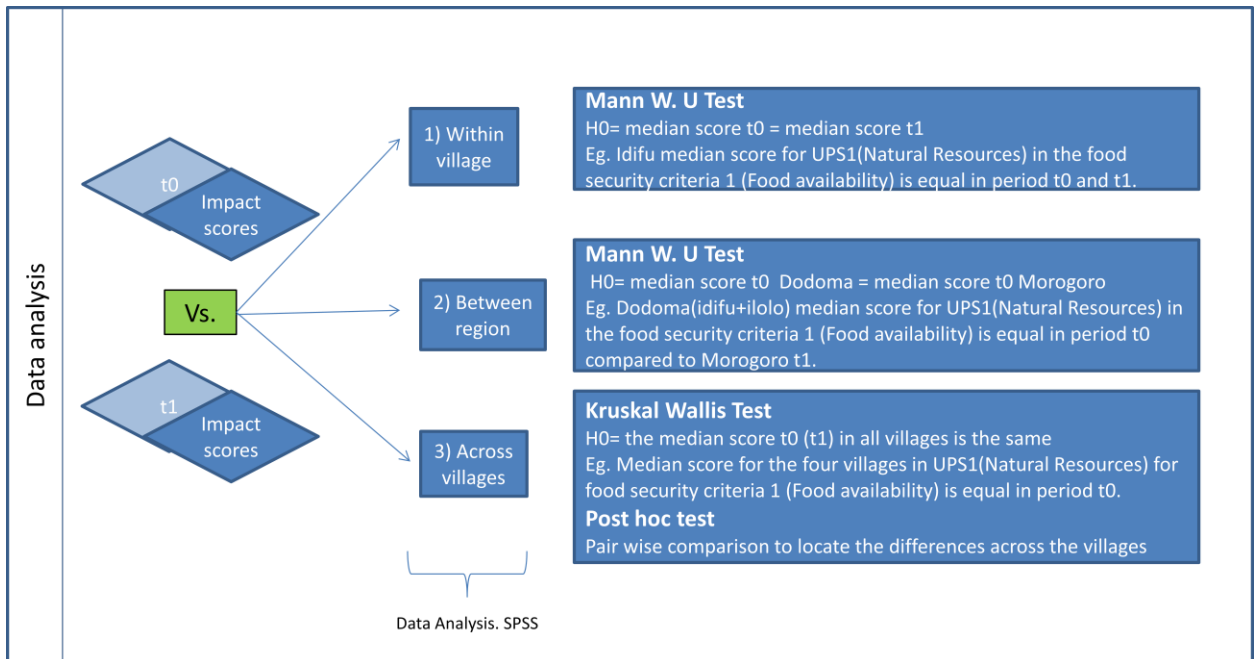 Data analysis
t0
Impact
scores
Vs.
t1
Impact
scores
1) Within
village
2) Between
region
3) Across
villages
Data Analysis. SPSS
Mann W. U Test
H0= median score t0 = median score t1
Eg. Idifu median score for UPS1(Natural Resources) in the food
security criteria 1 (Food availability) is equal in period t0 and t1.
Mann W. U Test
H0= median score t0 Dodoma = median score t0 Morogoro
Eg. Dodoma(idifu+ilolo) median score for UPS1(Natural Resources) in
the food security criteria 1 (Food availability) is equal in period t0
compared to Morogoro t1.
Kruskal Wallis Test
H0= the median score t0 (t1) in all villages is the same
Eg. Median score for the four villages in UPS1(Natural Resources) for
food security criteria 1 (Food availability) is equal in period t0.
Post hoc test
Pair wise comparison to locate the differences across the villages